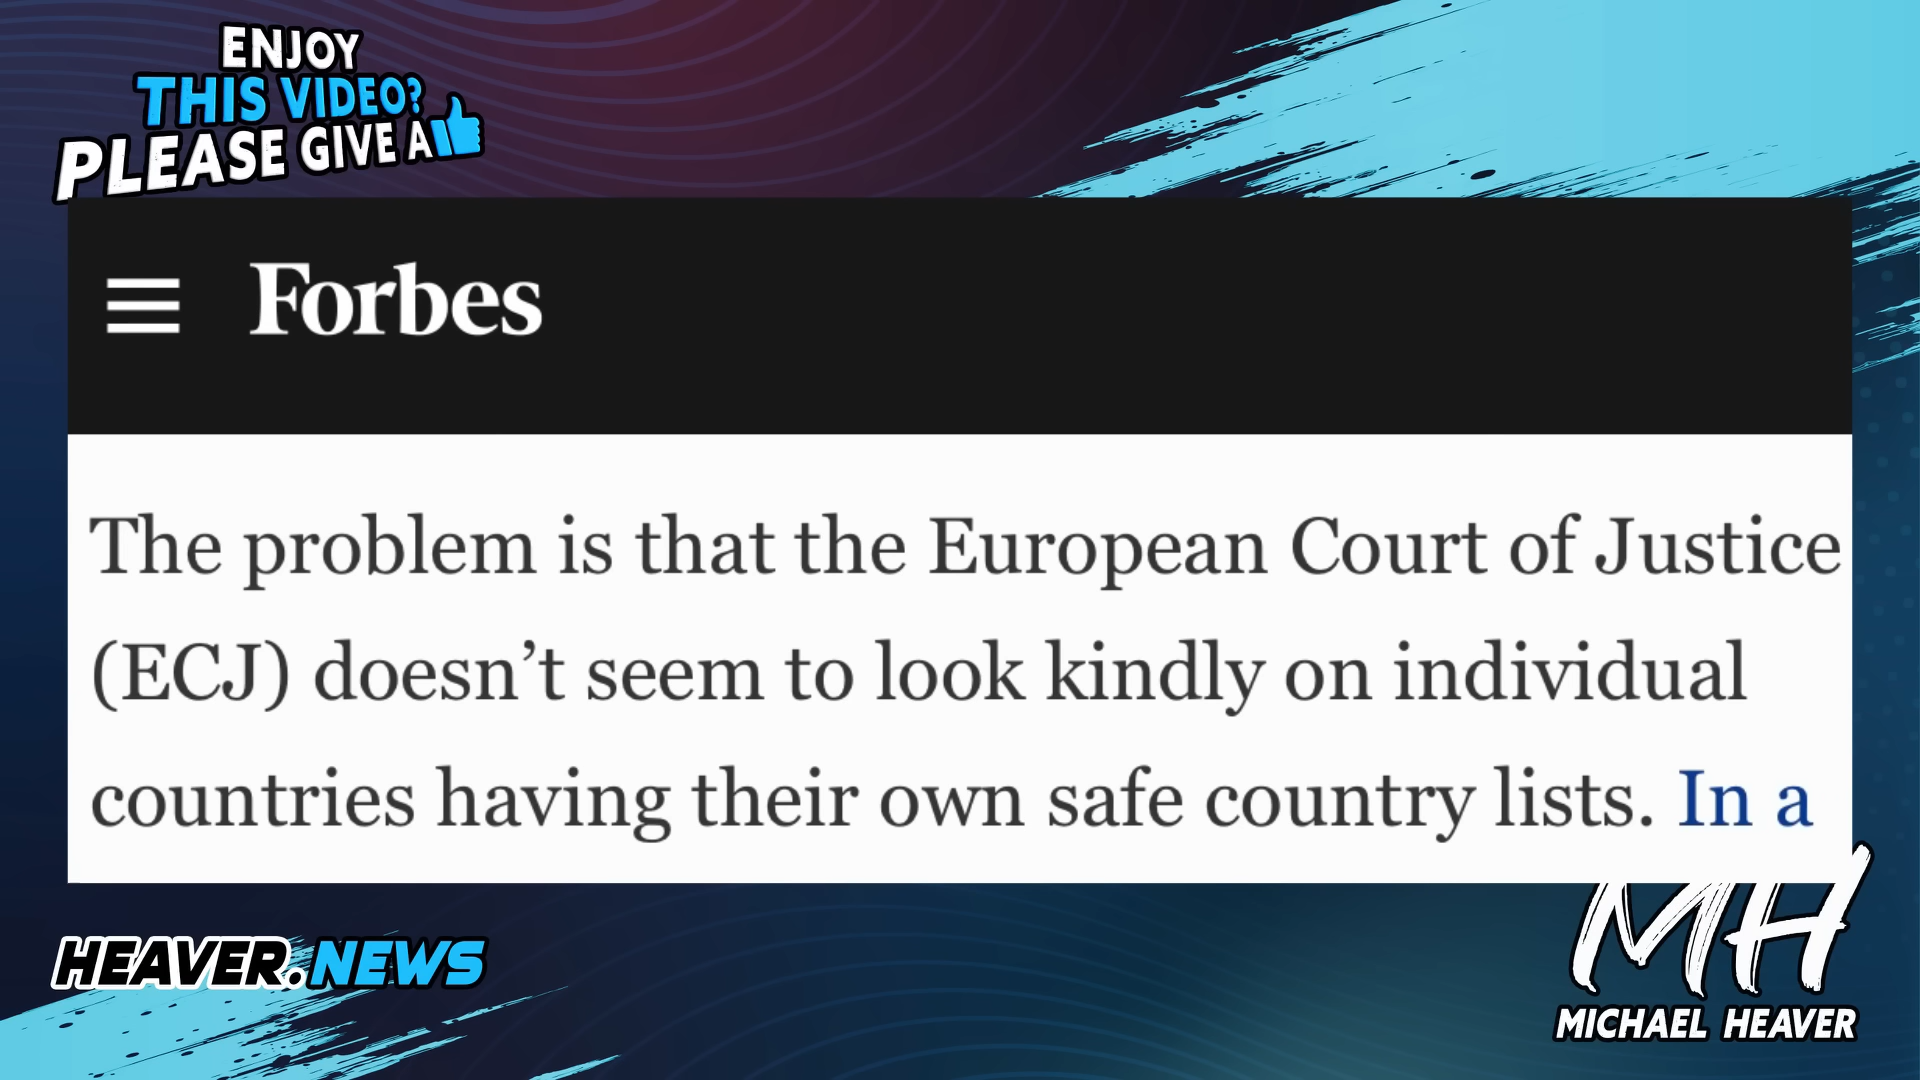 ENJOY
THIS VIDEO?
PLEASE GIVE A
Forbes
The problem is that the European Court of Justice
(ECJ) doesn’t seem to look kindly on individual
countries having their own safe country lists. In a
HEAVER.NEWS
MH
MICHAEL HEAVER